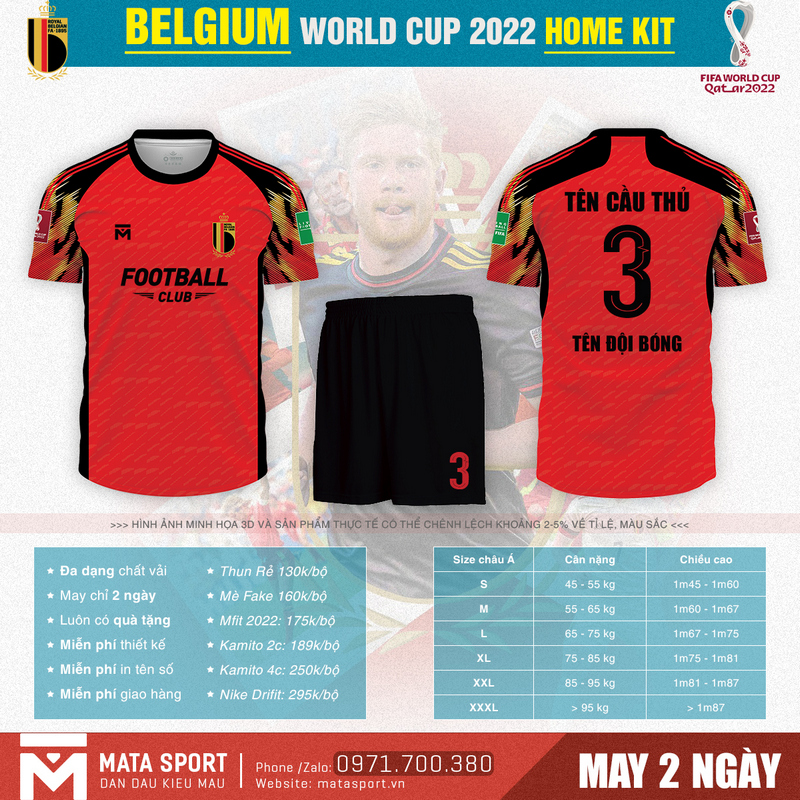 BELGIUM WORLD CUP 2022 HOME KIT
ROYAL
BELGIAN
FA·1895
FIFA WORLD CUP
Qatar2022
FOOTBALL
CLUB
TÊN CẦU THỦ
3
TÊN ĐỘI BÓNG
3
>>> HÌNH ẢNH MINH HỌA 3D VÀ SẢN PHẨM THỰC TẾ CÓ THỂ CHÊNH LỆCH KHOẢNG 2-5% VỀ TỈ LỆ, MÀU SẮC <<<
Đa dạng chất vải
May chỉ 2 ngày
Luôn có quà tặng
Miễn phí thiết kế
Miễn phí in tên số
Miễn phí giao hàng
Thun Rẻ 130k/bộ
Mè Fake 160k/bộ
Mfit 2022: 175k/bộ
Kamito 2c: 189k/bộ
Kamito 4c: 250k/bộ
Nike Drifit: 295k/bộ
Size châu Á Cân nặng Chiều cao
S 45 - 55 kg 1m45 - 1m60
M 55 - 65 kg 1m60 - 1m67
L 65 - 75 kg 1m67 - 1m75
XL 75 - 85 kg 1m75 - 1m81
XXL 85 - 95 kg 1m81 - 1m87
XXXL > 95 kg > 1m87
MATA SPORT
DAN DAU KIEU MAU
Phone /Zalo: 0971.700.380
Website: matasport.vn
MAY 2 NGÀY